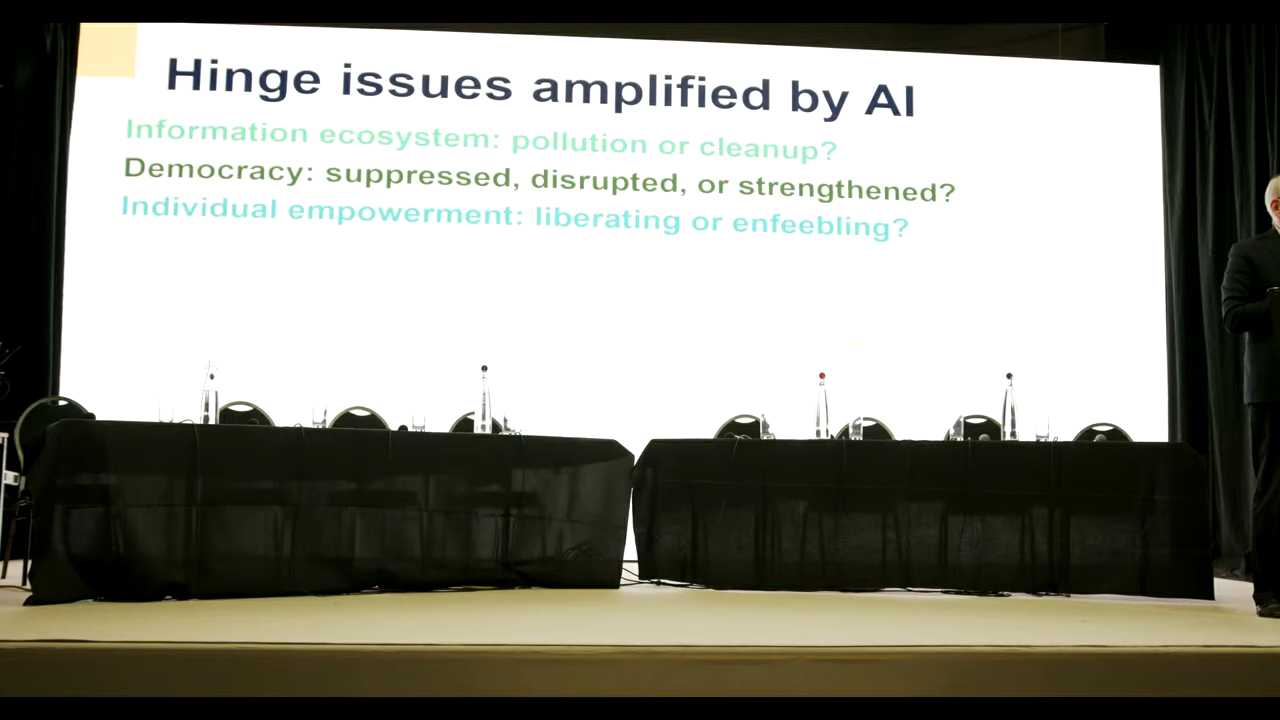 Hinge issues amplified by AI
Information ecosystem: pollution or cleanup?
Democracy: suppressed, disrupted, or strengthened?
Individual empowerment: liberating or enfeebling?